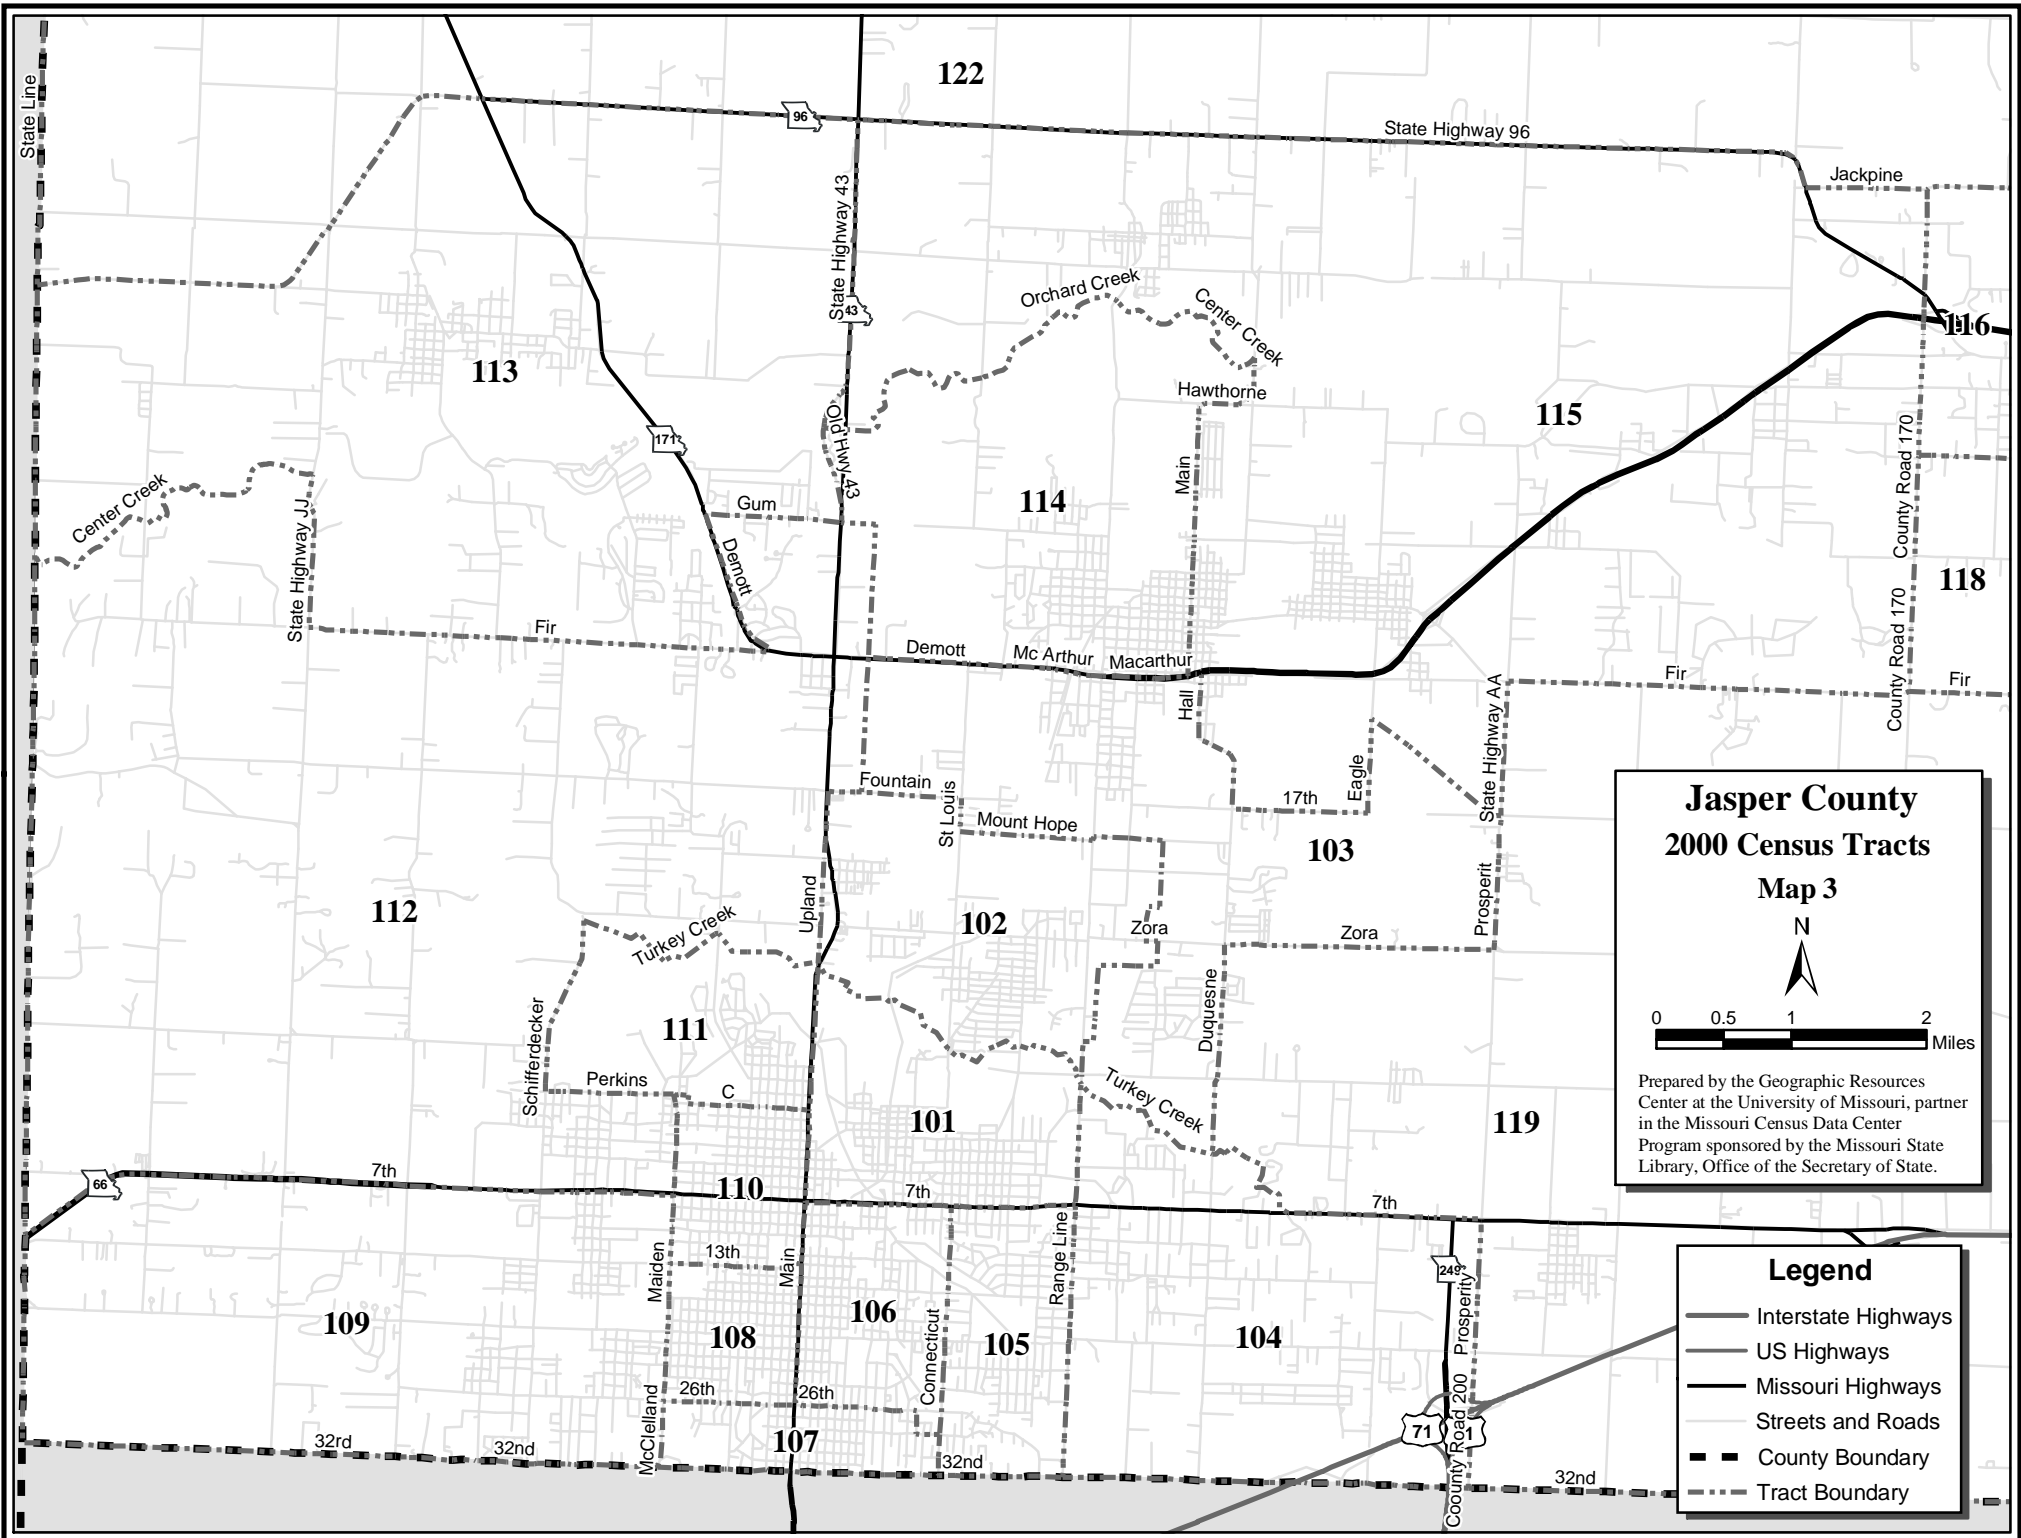 122
State Line
96
State Highway 96
Jackpine
State Highway 43
43
Orchard Creek
Center Creek
116
113
Hawthorne
115
Old Hwy 43
171
Main
County Road 170
Center Creek
State Highway JJ
Gum
114
Demott
118
County Road 170
Fir
Demott
Mc Arthur
Macarthur
Hall
State Highway AA
Fir
Fir
Fountain
St Louis
Mount Hope
Eagle
17th
103
Prosperit
112
Upland
Turkey Creek
102
Zora
Zora
Duquesne
Schifferdecker
111
Perkins
C
101
Turkey Creek
119
66
7th
110
7th
7th
Maiden
13th
Main
Range Line
249
Prosperity
109
108
106
Connecticut
105
104
26th
26th
McClelland
107
71
1
County Road 200
32rd
32nd
32nd
32nd
Jasper County
2000 Census Tracts
Map 3
N
0 0.5 1 2
Miles
Prepared by the Geographic Resources
Center at the University of Missouri, partner
in the Missouri Census Data Center
Program sponsored by the Missouri State
Library, Office of the Secretary of State.
Legend
Interstate Highways
US Highways
Missouri Highways
Streets and Roads
County Boundary
Tract Boundary